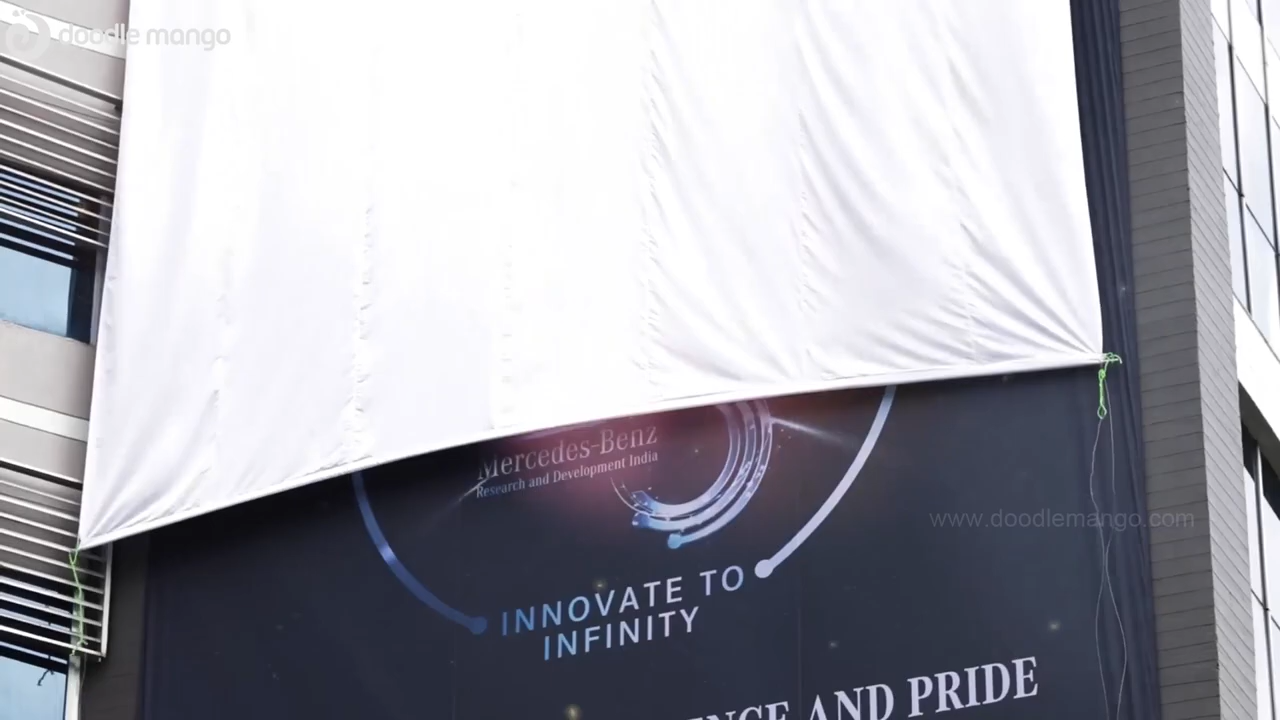 doodle mango
Mercedes-Benz
Research and Development India
www.doodlemango.com
INNOVATE TO
INFINITY
AND PRIDE